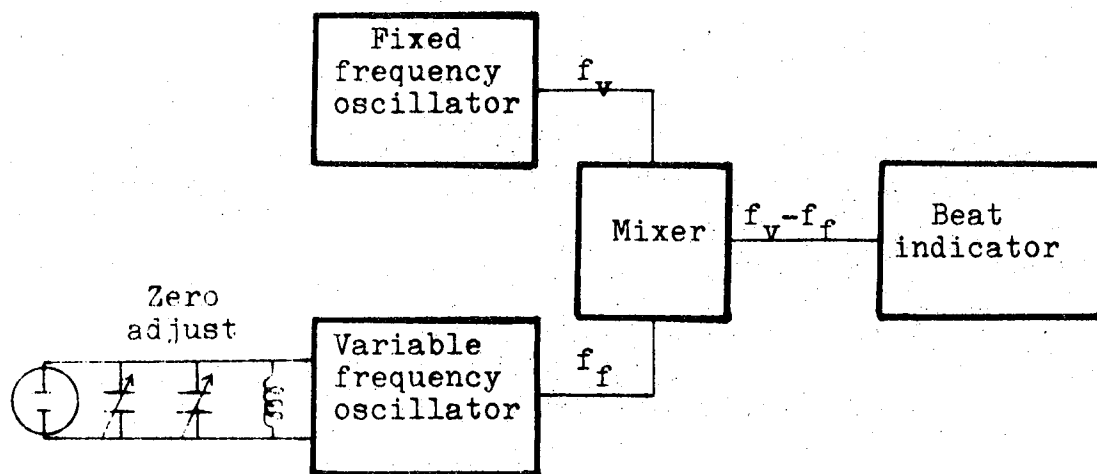 Fixed
frequency
oscillator
f_v
Mixer
f_v-f_f
Beat
indicator
Zero
adjust
Variable
frequency
oscillator
f_f